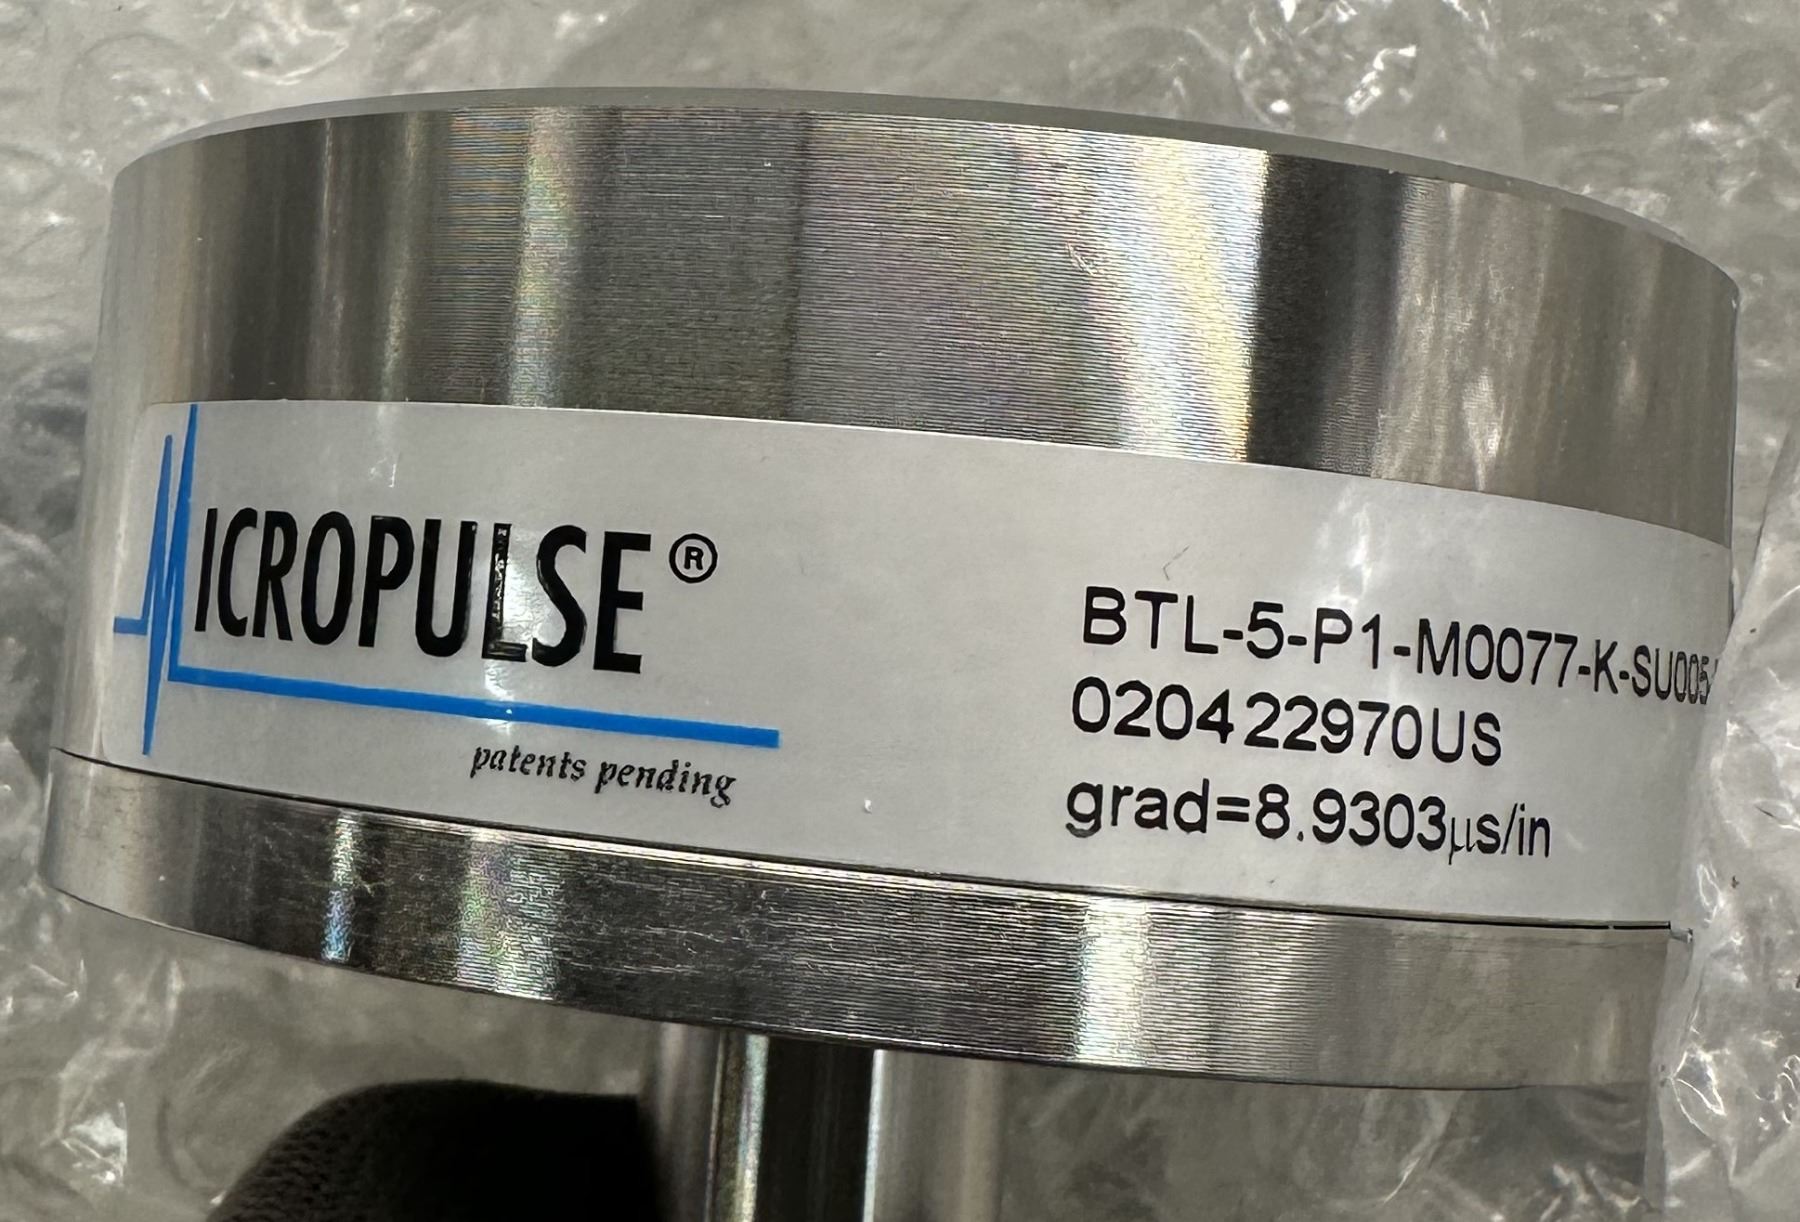 MICROPULSE®
patents pending
BTL-5-P1-M0077-K-SU005
020422970US
grad=8.9303µs/in